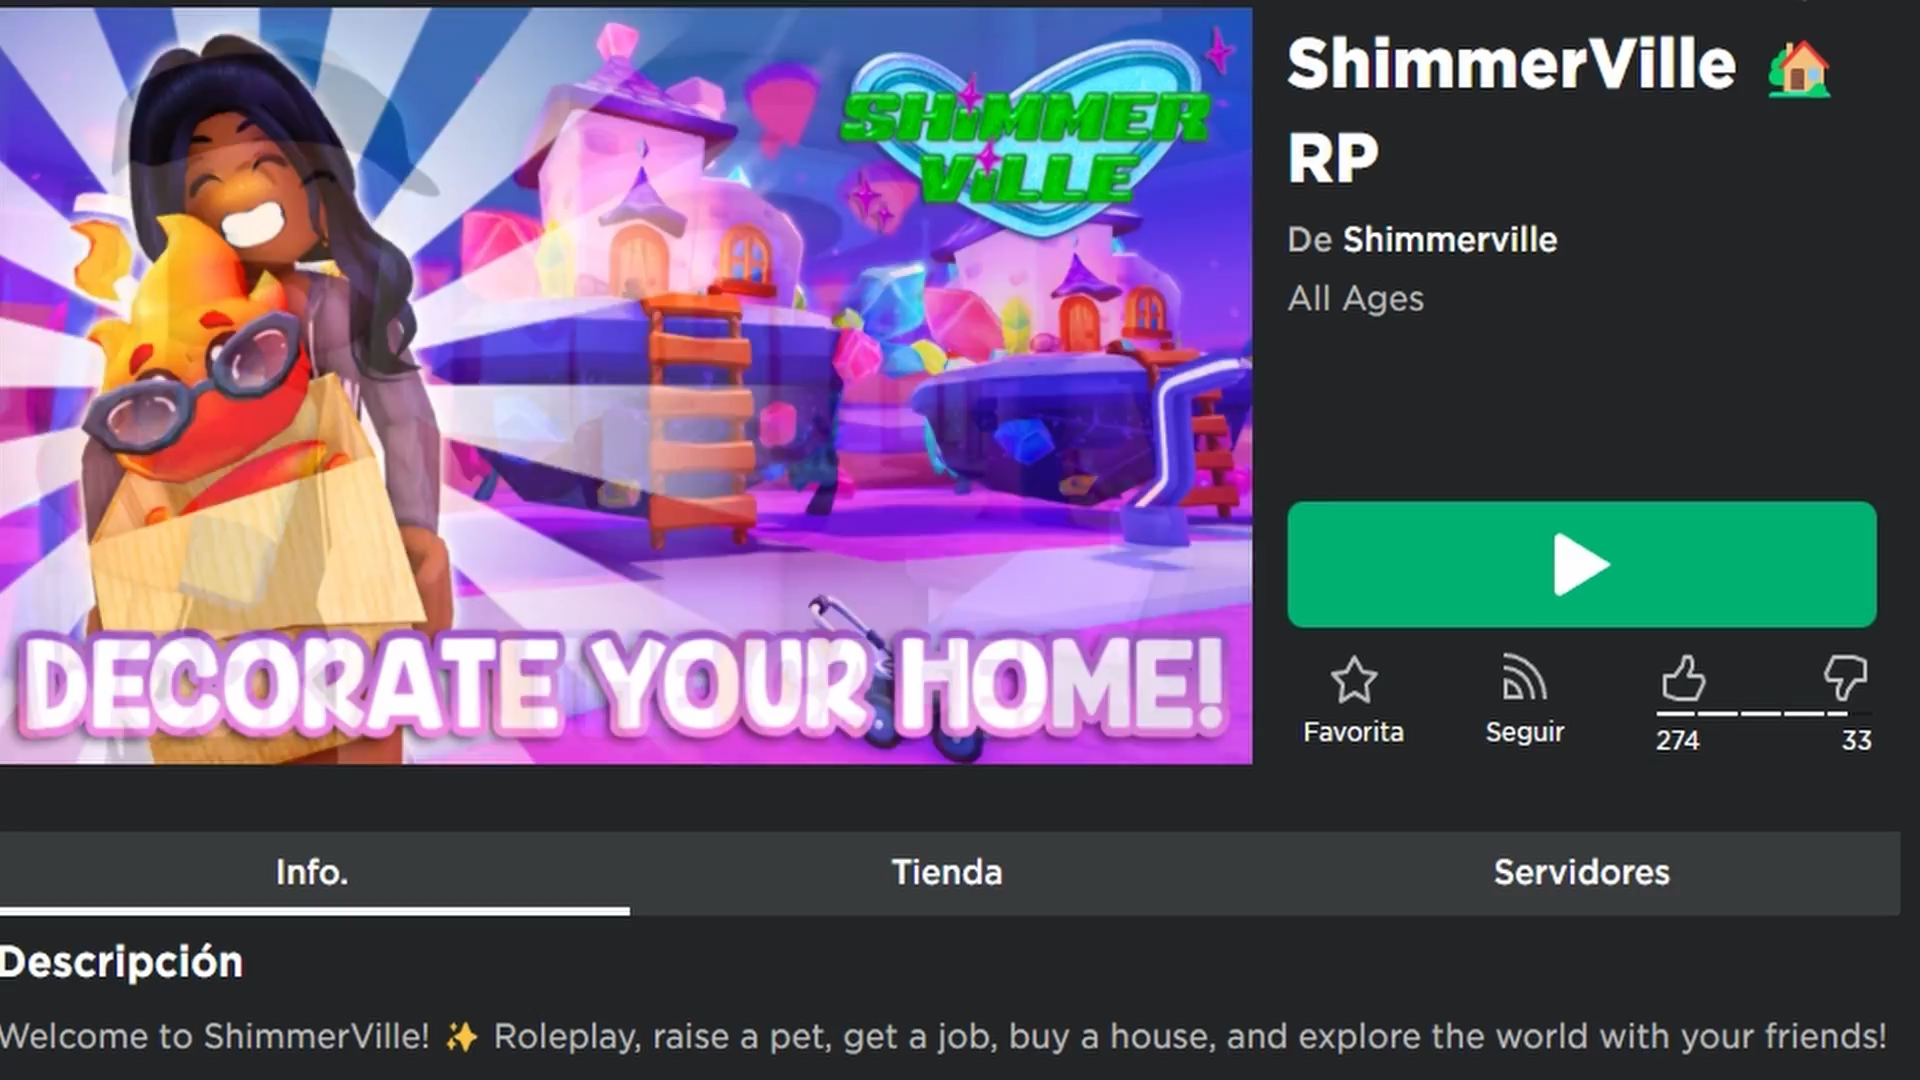 SHIMMER
VILLE
DECORATE YOUR HOME!
ShimmerVille 🏡
RP
De Shimmerville
All Ages
Favorita
Seguir
274
33
Info.
Tienda
Servidores
Descripción
Welcome to ShimmerVille! ✨ Roleplay, raise a pet, get a job, buy a house, and explore the world with your friends!